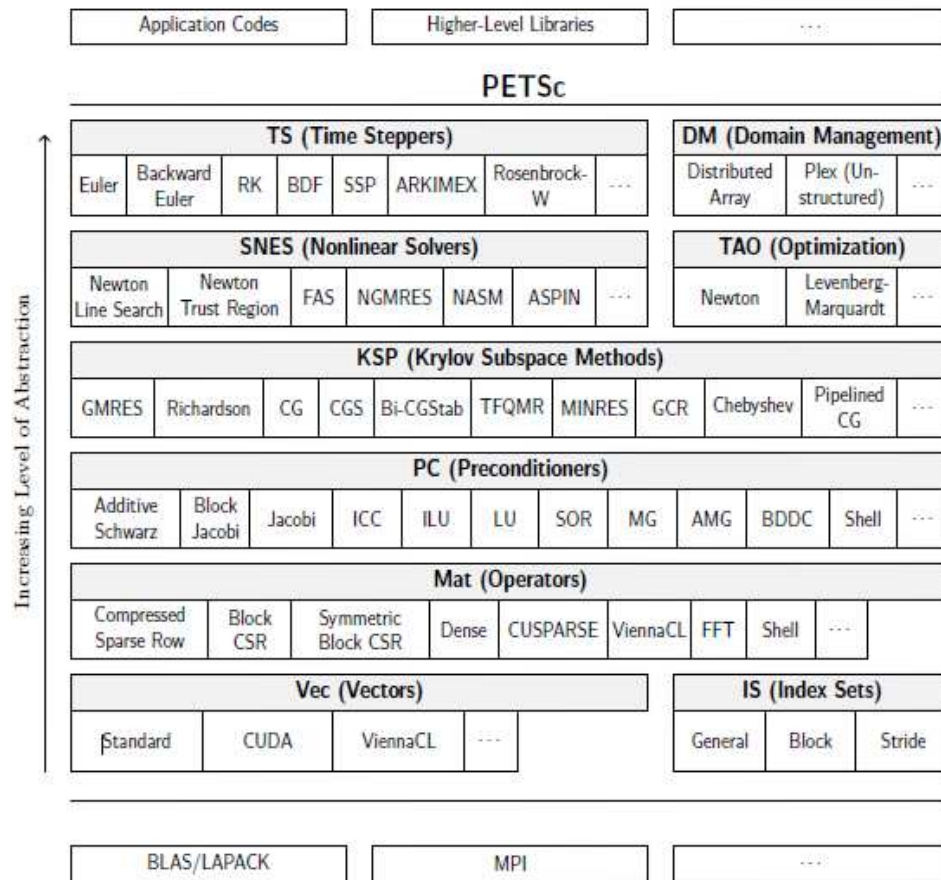 Application Codes
Higher-Level Libraries
...
PETSc
Increasing Level of Abstraction
TS (Time Steppers)
Euler
Backward
Euler
RK
BDF
SSP
ARKIMEX
Rosenbrock-
W
...
DM (Domain Management)
Distributed
Array
Plex (Un-
structured)
...
SNES (Nonlinear Solvers)
Newton
Line Search
Newton
Trust Region
FAS
NGMRES
NASM
ASPIN
...
TAO (Optimization)
Newton
Levenberg-
Marquardt
...
KSP (Krylov Subspace Methods)
GMRES
Richardson
CG
CGS
Bi-CGStab
TFQMR
MINRES
GCR
Chebyshev
Pipelined
CG
...
PC (Preconditioners)
Additive
Schwarz
Block
Jacobi
Jacobi
ICC
ILU
LU
SOR
MG
AMG
BDDC
Shell
...
Mat (Operators)
Compressed
Sparse Row
Block
CSR
Symmetric
Block CSR
Dense
CUSPARSE
ViennaCL
FFT
Shell
...
Vec (Vectors)
Standard
CUDA
ViennaCL
...
IS (Index Sets)
General
Block
Stride
BLAS/LAPACK
MPI
...